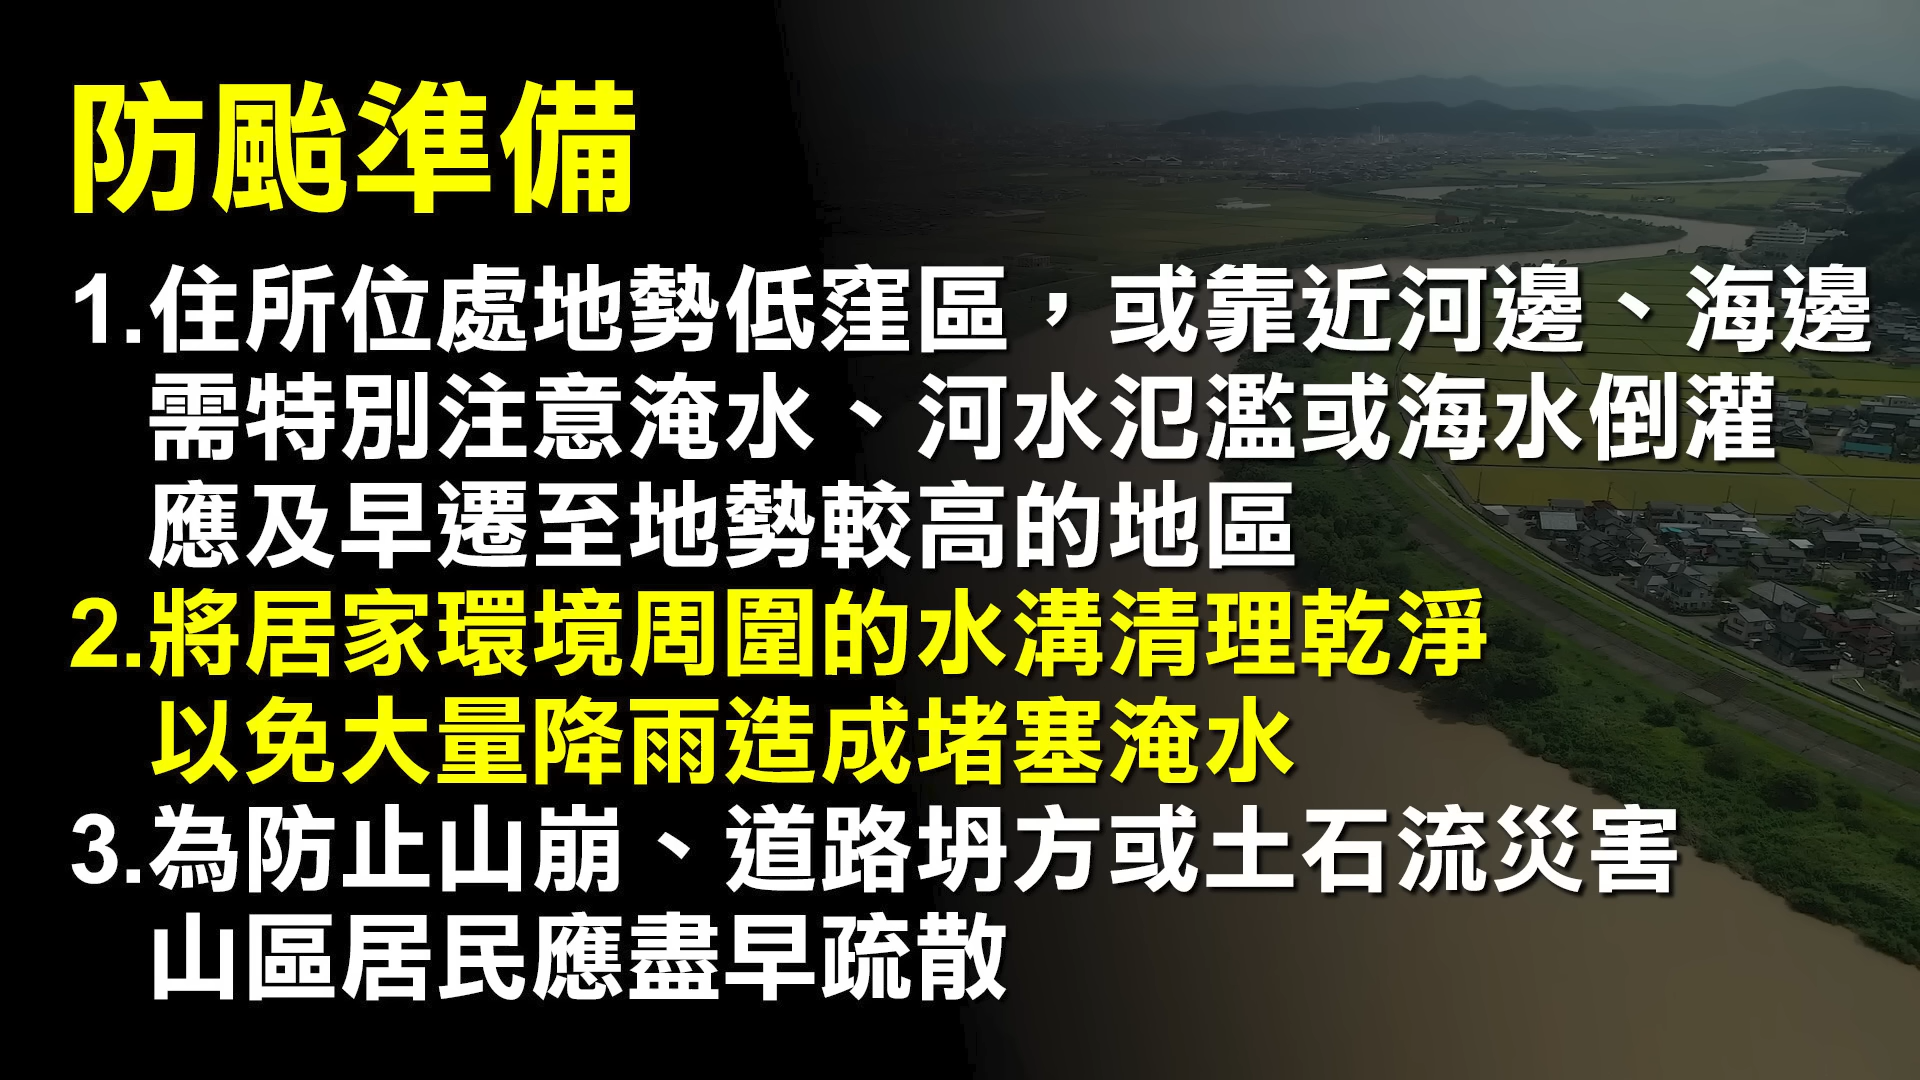 防颱準備
1.住所位處地勢低窪區，或靠近河邊、海邊
需特別注意淹水、河水氾濫或海水倒灌
應及早遷至地勢較高的地區
2.將居家環境周圍的水溝清理乾淨
以免大量降雨造成堵塞淹水
3.為防止山崩、道路坍方或土石流災害
山區居民應盡早疏散